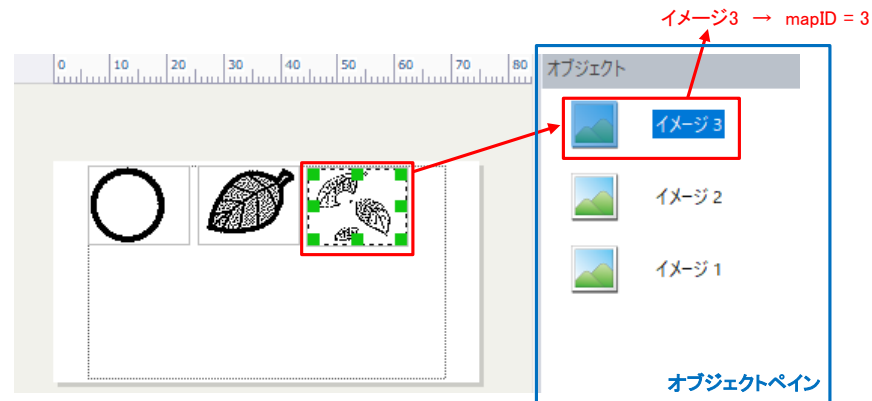 イメージ3 → mapID = 3
0 10 20 30 40 50 60 70 80
オブジェクト
イメージ 3
イメージ 2
イメージ 1
オブジェクトペイン